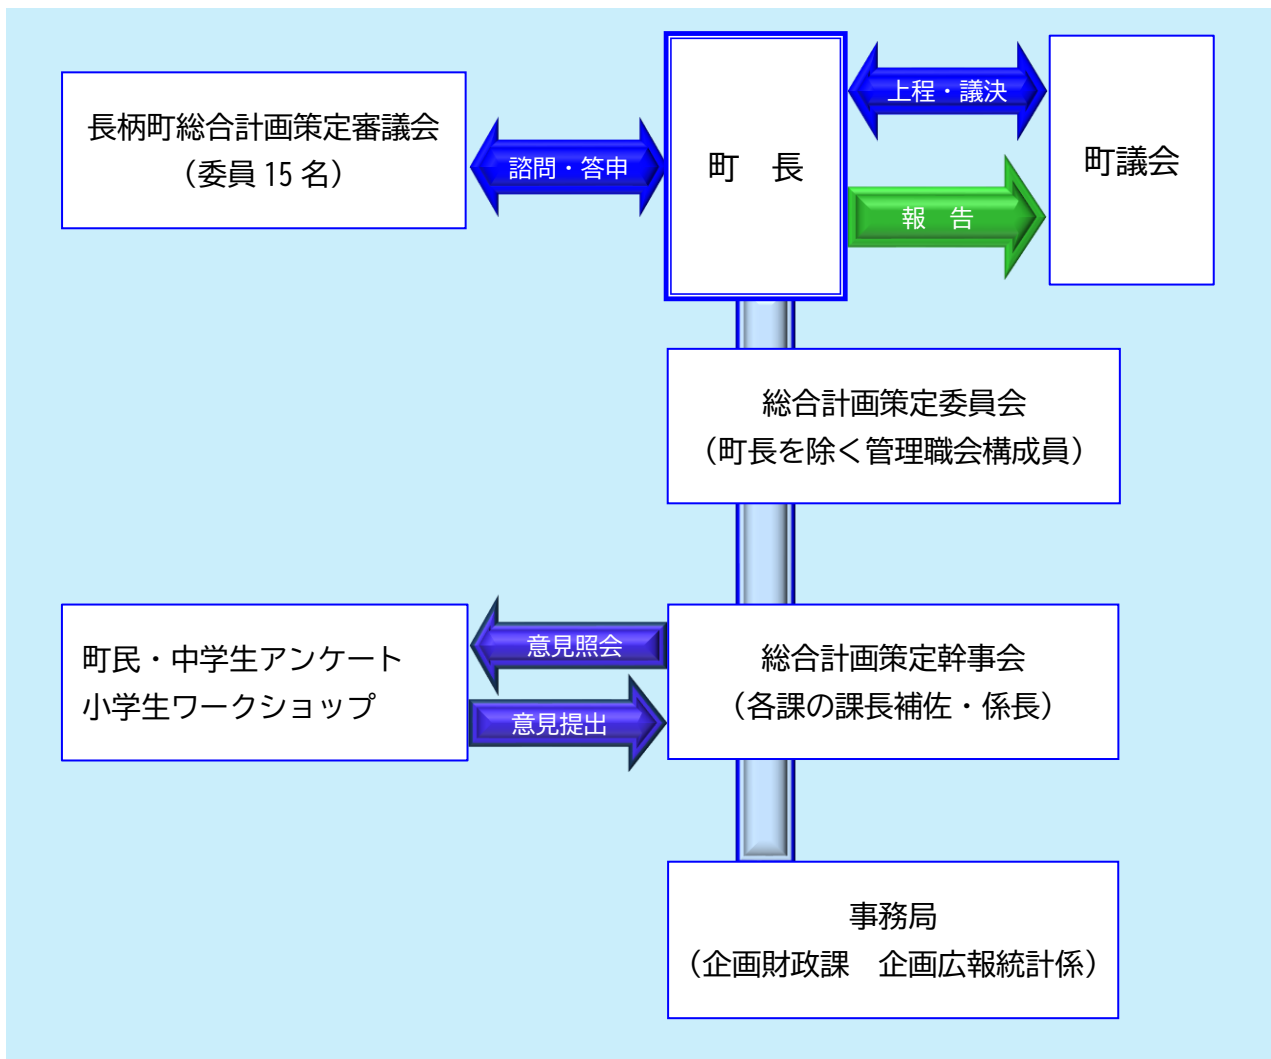 長柄町総合計画策定審議会
（委員 15 名）
諮問・答申
町　長
上程・議決
報　告
町議会
総合計画策定委員会
（町長を除く管理職会構成員）
町民・中学生アンケート
小学生ワークショップ
意見照会
意見提出
総合計画策定幹事会
（各課の課長補佐・係長）
事務局
（企画財政課　企画広報統計係）